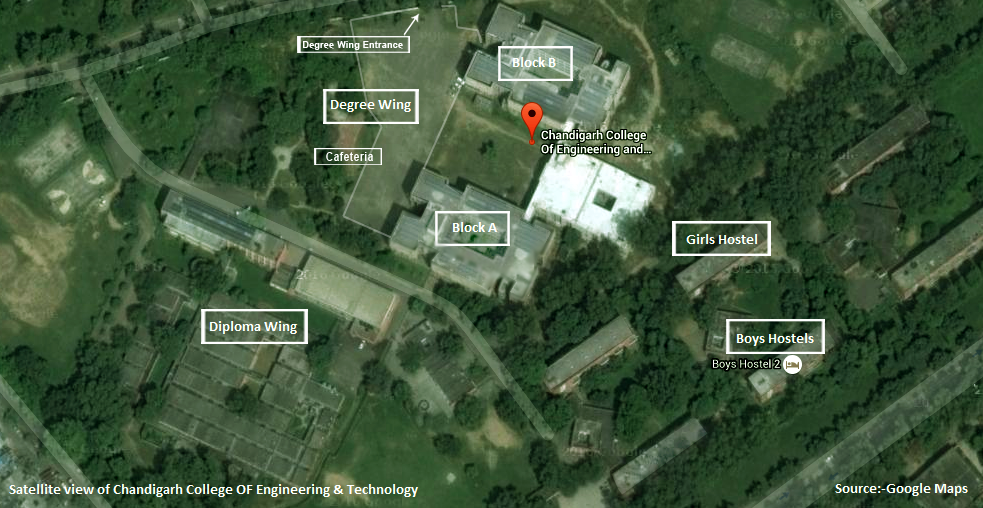 Degree Wing Entrance
Block B
Degree Wing
Chandigarh College
Of Engineering and...
Cafeteria
Block A
Girls Hostel
Diploma Wing
Boys Hostels
Boys Hostel 2
Satellite view of Chandigarh College OF Engineering & Technology
Source:-Google Maps